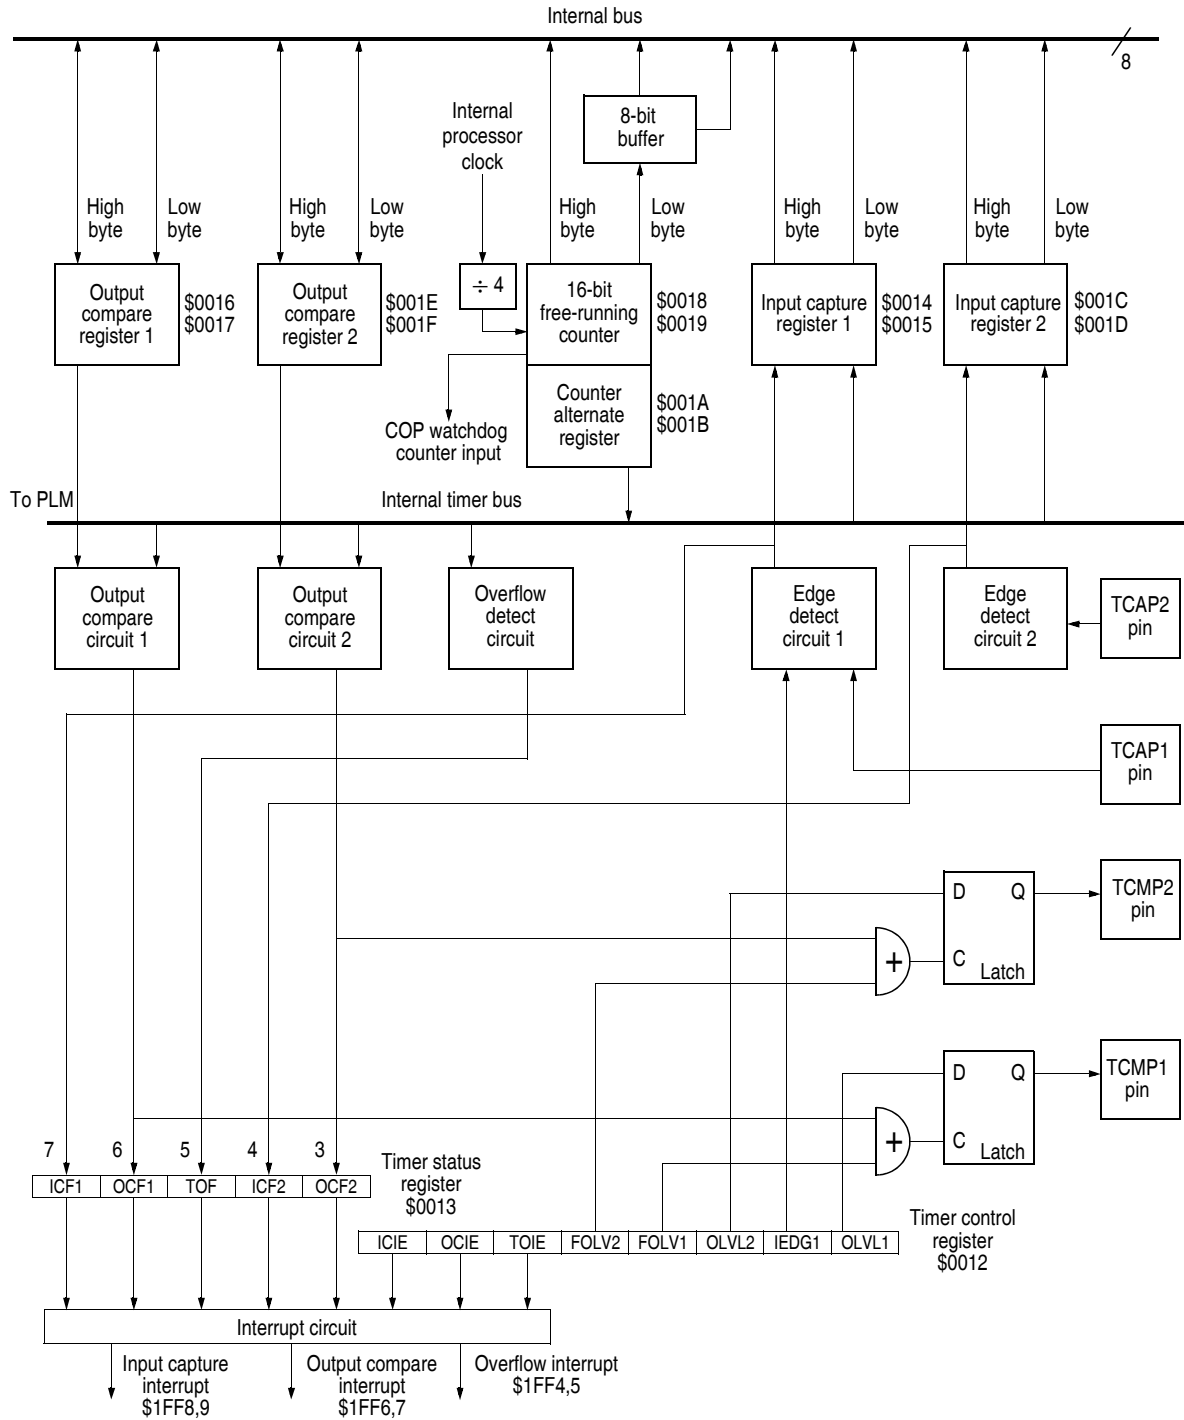 Internal bus
8
Internal
processor
clock
8-bit
buffer
High
byte
Low
byte
High
byte
Low
byte
High
byte
Low
byte
High
byte
Low
byte
High
byte
Low
byte
Output
compare
register 1
$0016
$0017
Output
compare
register 2
$001E
$001F
÷ 4
16-bit
free-running
counter
$0018
$0019
Input capture
register 1
$0014
$0015
Input capture
register 2
$001C
$001D
Counter
alternate
register
$001A
$001B
COP watchdog
counter input
To PLM
Internal timer bus
Output
compare
circuit 1
Output
compare
circuit 2
Overflow
detect
circuit
Edge
detect
circuit 1
Edge
detect
circuit 2
TCAP2
pin
TCAP1
pin
D Q
C
Latch
+
TCMP2
pin
D Q
C
Latch
+
TCMP1
pin
7 6 5 4 3
ICF1 OCF1 TOF ICF2 OCF2
Timer status
register
$0013
ICIE OCIE TOIE FOLV2 FOLV1 OLVL2 IEDG1 OLVL1
Timer control
register
$0012
Interrupt circuit
Input capture
interrupt
$1FF8,9
Output compare
interrupt
$1FF6,7
Overflow interrupt
$1FF4,5